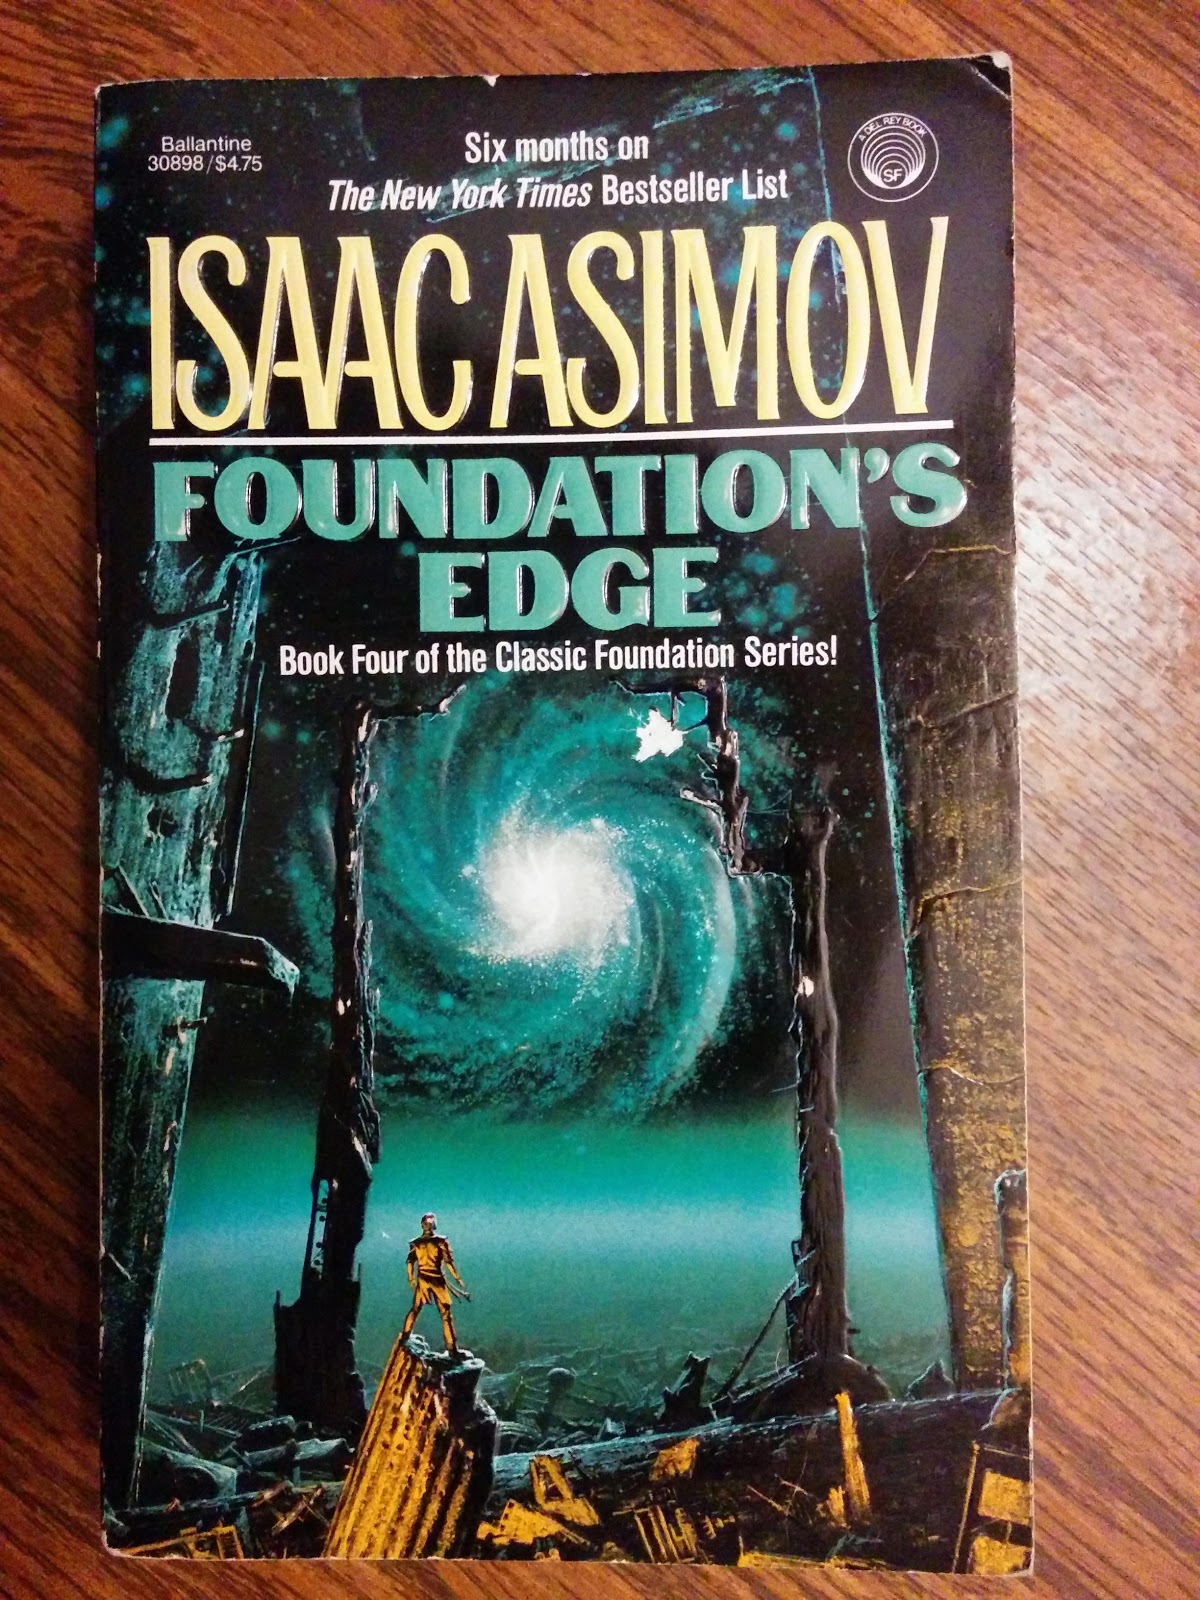 Ballantine
30898/$4.75
Six months on
The New York Times Bestseller List
A DEL REY BOOK
SF
ISAAC ASIMOV
FOUNDATION'S
EDGE
Book Four of the Classic Foundation Series!